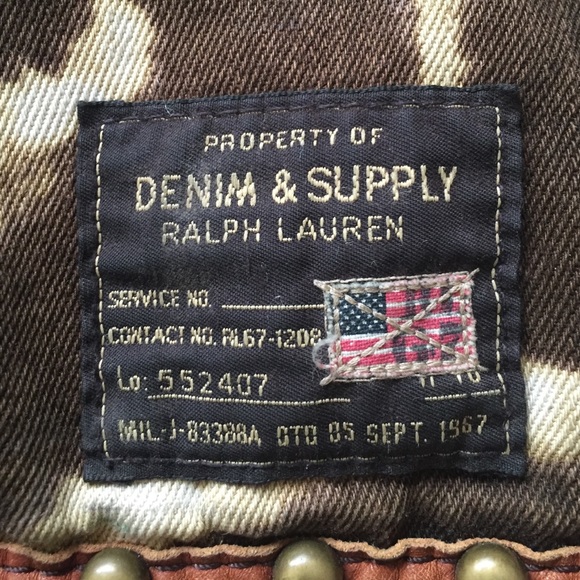 PROPERTY OF
DENIM & SUPPLY
RALPH LAUREN
SERVICE NO.
CONTACT NO. RL67-1208
Lo: 552407
MIL-J-83388A DTD 05 SEPT. 1967